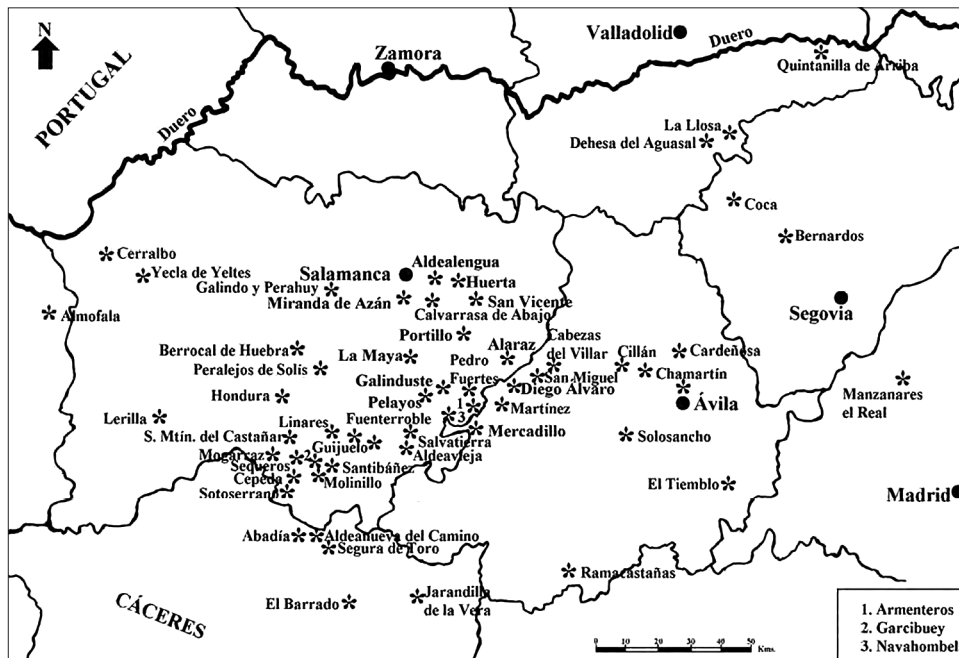 N
PORTUGAL
Duero
Zamora
Valladolid
Duero
Quintanilla de Arriba
La Llosa
Dehesa del Aguasal
Coca
Bernardos
Segovia
Cerralbo
Yecla de Yeltes
Salamanca
Aldealengua
Galindo y Perahuy
Huerta
Miranda de Azán
San Vicente
Calvarrasa de Abajo
Almofala
Portillo
Berrocal de Huebra
La Maya
Alaraz
Cabezas
del Villar
Cillán
Cardeñosa
Peralejos de Solís
Pedro
Fuertes
San Miguel
Chamartín
Galinduste
Diego Alvaro
Manzanares
el Real
Hondura
Pelayos
1
3
Martínez
Ávila
Lerilla
Linares
Fuenterroble
Mercadillo
Solosancho
S. Mtín. del Castañar
Guijuelo
Salvatierra
Mogarraz
2
Aldeavieja
Sequeros
Santibáñez
Cepeda
Molinillo
El Tiemblo
Madrid
Sotoserrano
Abadía
Aldeanueva del Camino
Segura de Toro
Ramacastañas
CÁCERES
El Barrado
Jarandilla
de la Vera
1. Armenteros
2. Garcibuey
3. Navahombel
0 10 20 30 40 50
Kms.